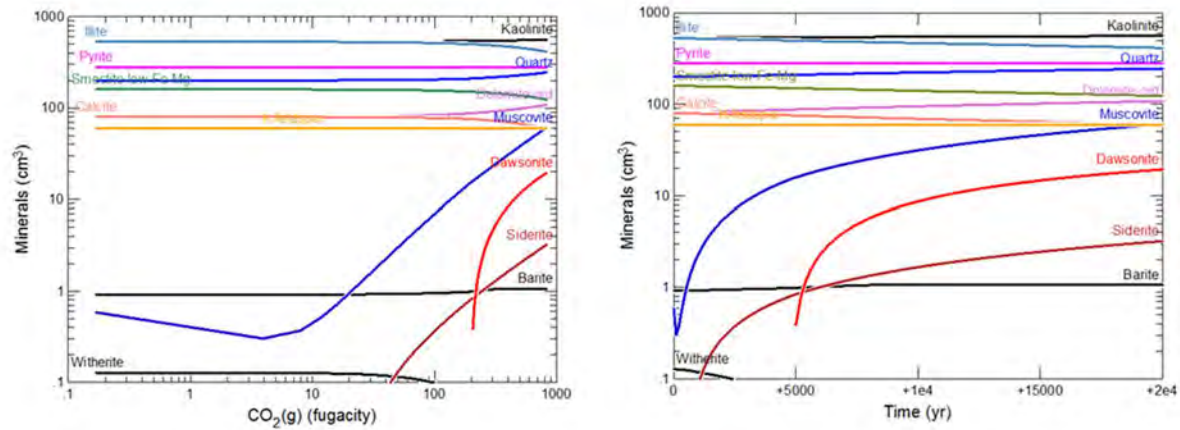 1000
Illite
Kaolinite
Pyrite
Quartz
Smectite low-Fe-Mg
100
Calcite
Muscovite
Dawsonite
10
Siderite
Barite
1
Witherite
.1
.1
1
10
100
1000
Minerals (cm³)
CO₂(g) (fugacity)
1000
Illite
Kaolinite
Pyrite
Quartz
Smectite low-Fe-Mg
100
Calcite
Muscovite
Dawsonite
10
Siderite
Barite
1
Witherite
.1
0
+5000
+1e4
+15000
+2e4
Minerals (cm³)
Time (yr)